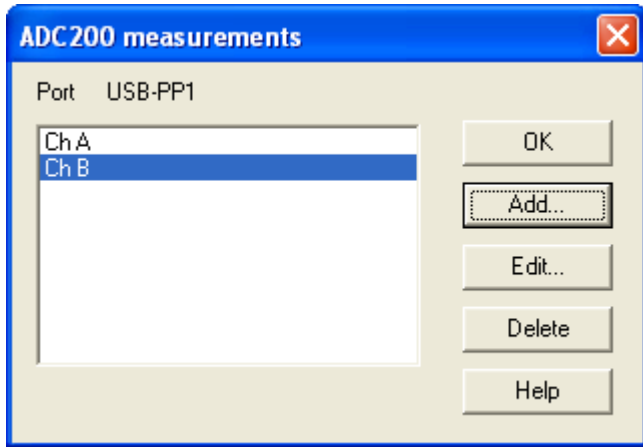 ADC200 measurements
Port USB-PP1
Ch A
Ch B
OK
Add...
Edit...
Delete
Help